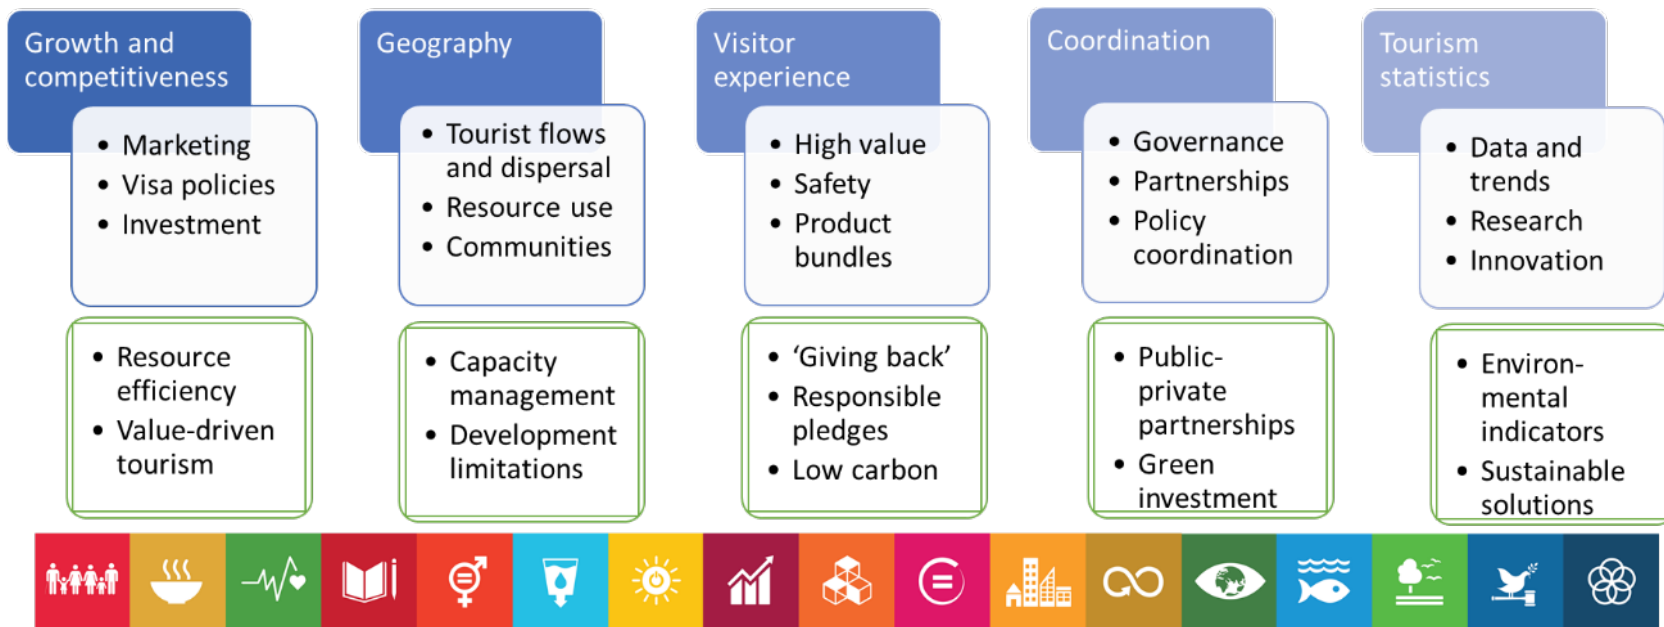 Growth and
competitiveness
• Marketing
• Visa policies
• Investment
• Resource
efficiency
• Value-driven
tourism
Geography
• Tourist flows
and dispersal
• Resource use
• Communities
• Capacity
management
• Development
limitations
Visitor
experience
• High value
• Safety
• Product
bundles
• ‘Giving back’
• Responsible
pledges
• Low carbon
Coordination
• Governance
• Partnerships
• Policy
coordination
• Public-
private
partnerships
• Green
investment
Tourism
statistics
• Data and
trends
• Research
• Innovation
• Environ-
mental
indicators
• Sustainable
solutions